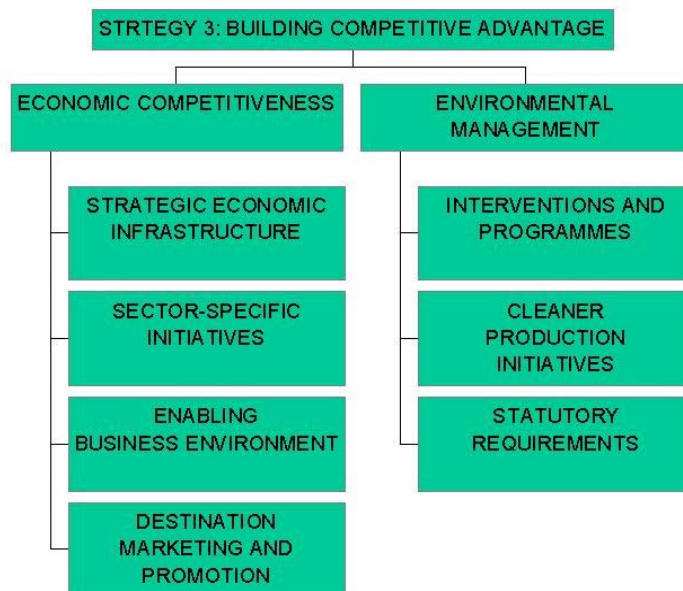 STRTEGY 3: BUILDING COMPETITIVE ADVANTAGE
ECONOMIC COMPETITIVENESS
STRATEGIC ECONOMIC
INFRASTRUCTURE
SECTOR-SPECIFIC
INITIATIVES
ENABLING
BUSINESS ENVIRONMENT
DESTINATION
MARKETING AND
PROMOTION
ENVIRONMENTAL
MANAGEMENT
INTERVENTIONS AND
PROGRAMMES
CLEANER
PRODUCTION
INITIATIVES
STATUTORY
REQUIREMENTS